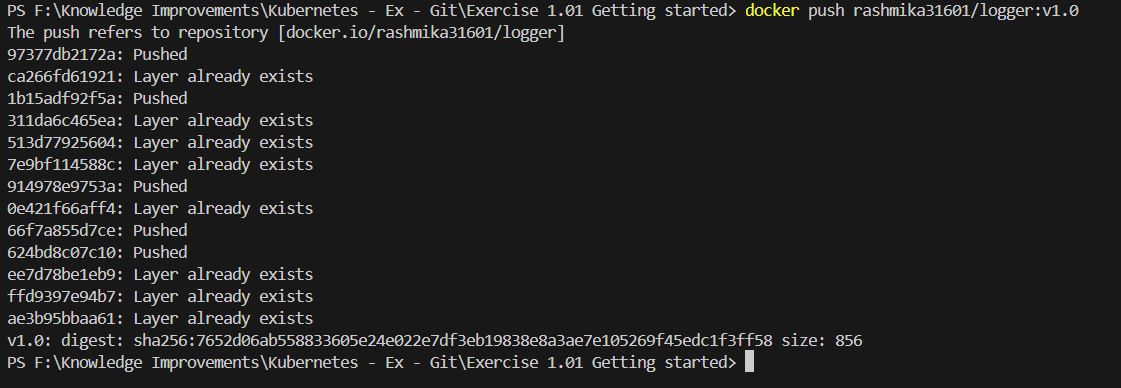 PS F:\Knowledge Improvements\Kubernetes - Ex - Git\Exercise 1.01 Getting started> docker push rashmika31601/logger:v1.0
The push refers to repository [docker.io/rashmika31601/logger]
97377db2172a: Pushed
ca266fd61921: Layer already exists
1b15adf92f5a: Pushed
311da6c465ea: Layer already exists
513d77925604: Layer already exists
7e9bf114588c: Layer already exists
914978e9753a: Pushed
0e421f66aff4: Layer already exists
66f7a855d7ce: Pushed
624bd8c07c10: Pushed
ee7d78be1eb9: Layer already exists
ffd9397e94b7: Layer already exists
ae3b95bbaa61: Layer already exists
v1.0: digest: sha256:7652d06ab558833605e24e022e7df3eb19838e8a3ae7e105269f45edc1f3ff58 size: 856
PS F:\Knowledge Improvements\Kubernetes - Ex - Git\Exercise 1.01 Getting started>